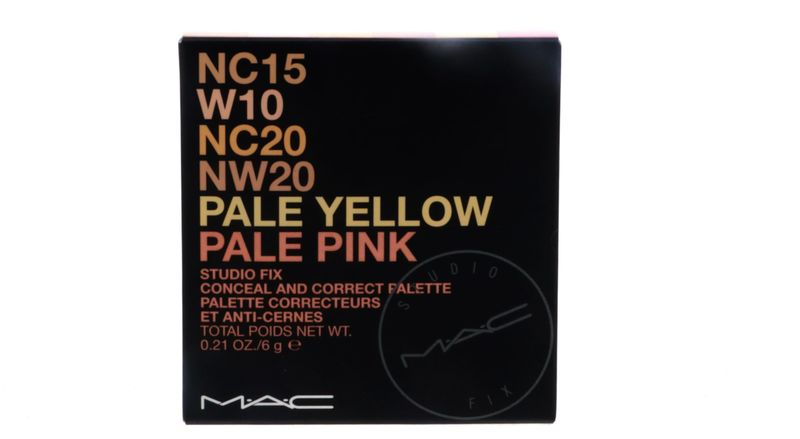 NC15
W10
NC20
NW20
PALE YELLOW
PALE PINK
STUDIO FIX
CONCEAL AND CORRECT PALETTE
PALETTE CORRECTEURS
ET ANTI-CERNES
TOTAL POIDS NET WT.
0.21 OZ./6 g ℮
STUDIO
M·A·C
FIX
M·A·C